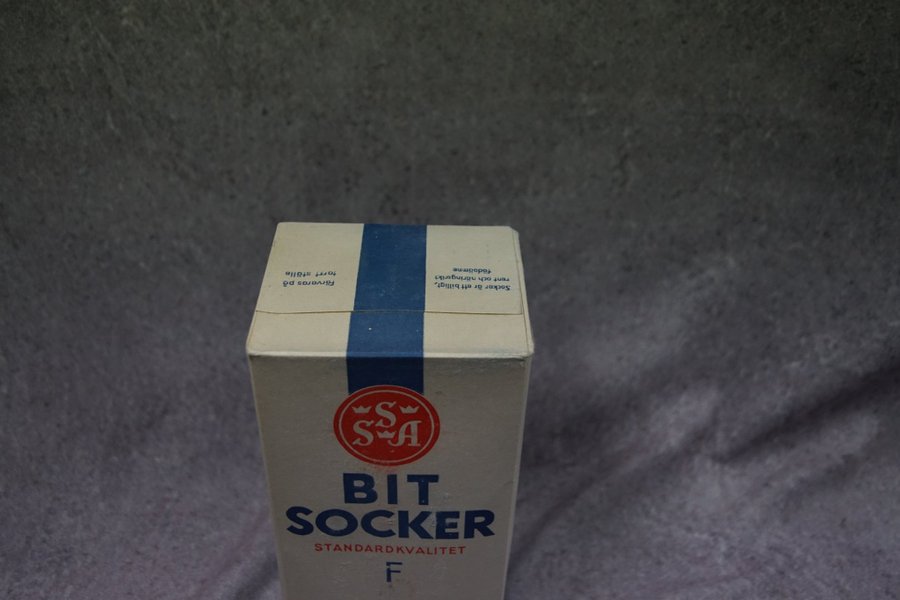 Förvaras på
torrt ställe
Socker är ett billigt,
rent och näringsrikt
födoämne
SSA
BIT
SOCKER
STANDARDKVALITET
F